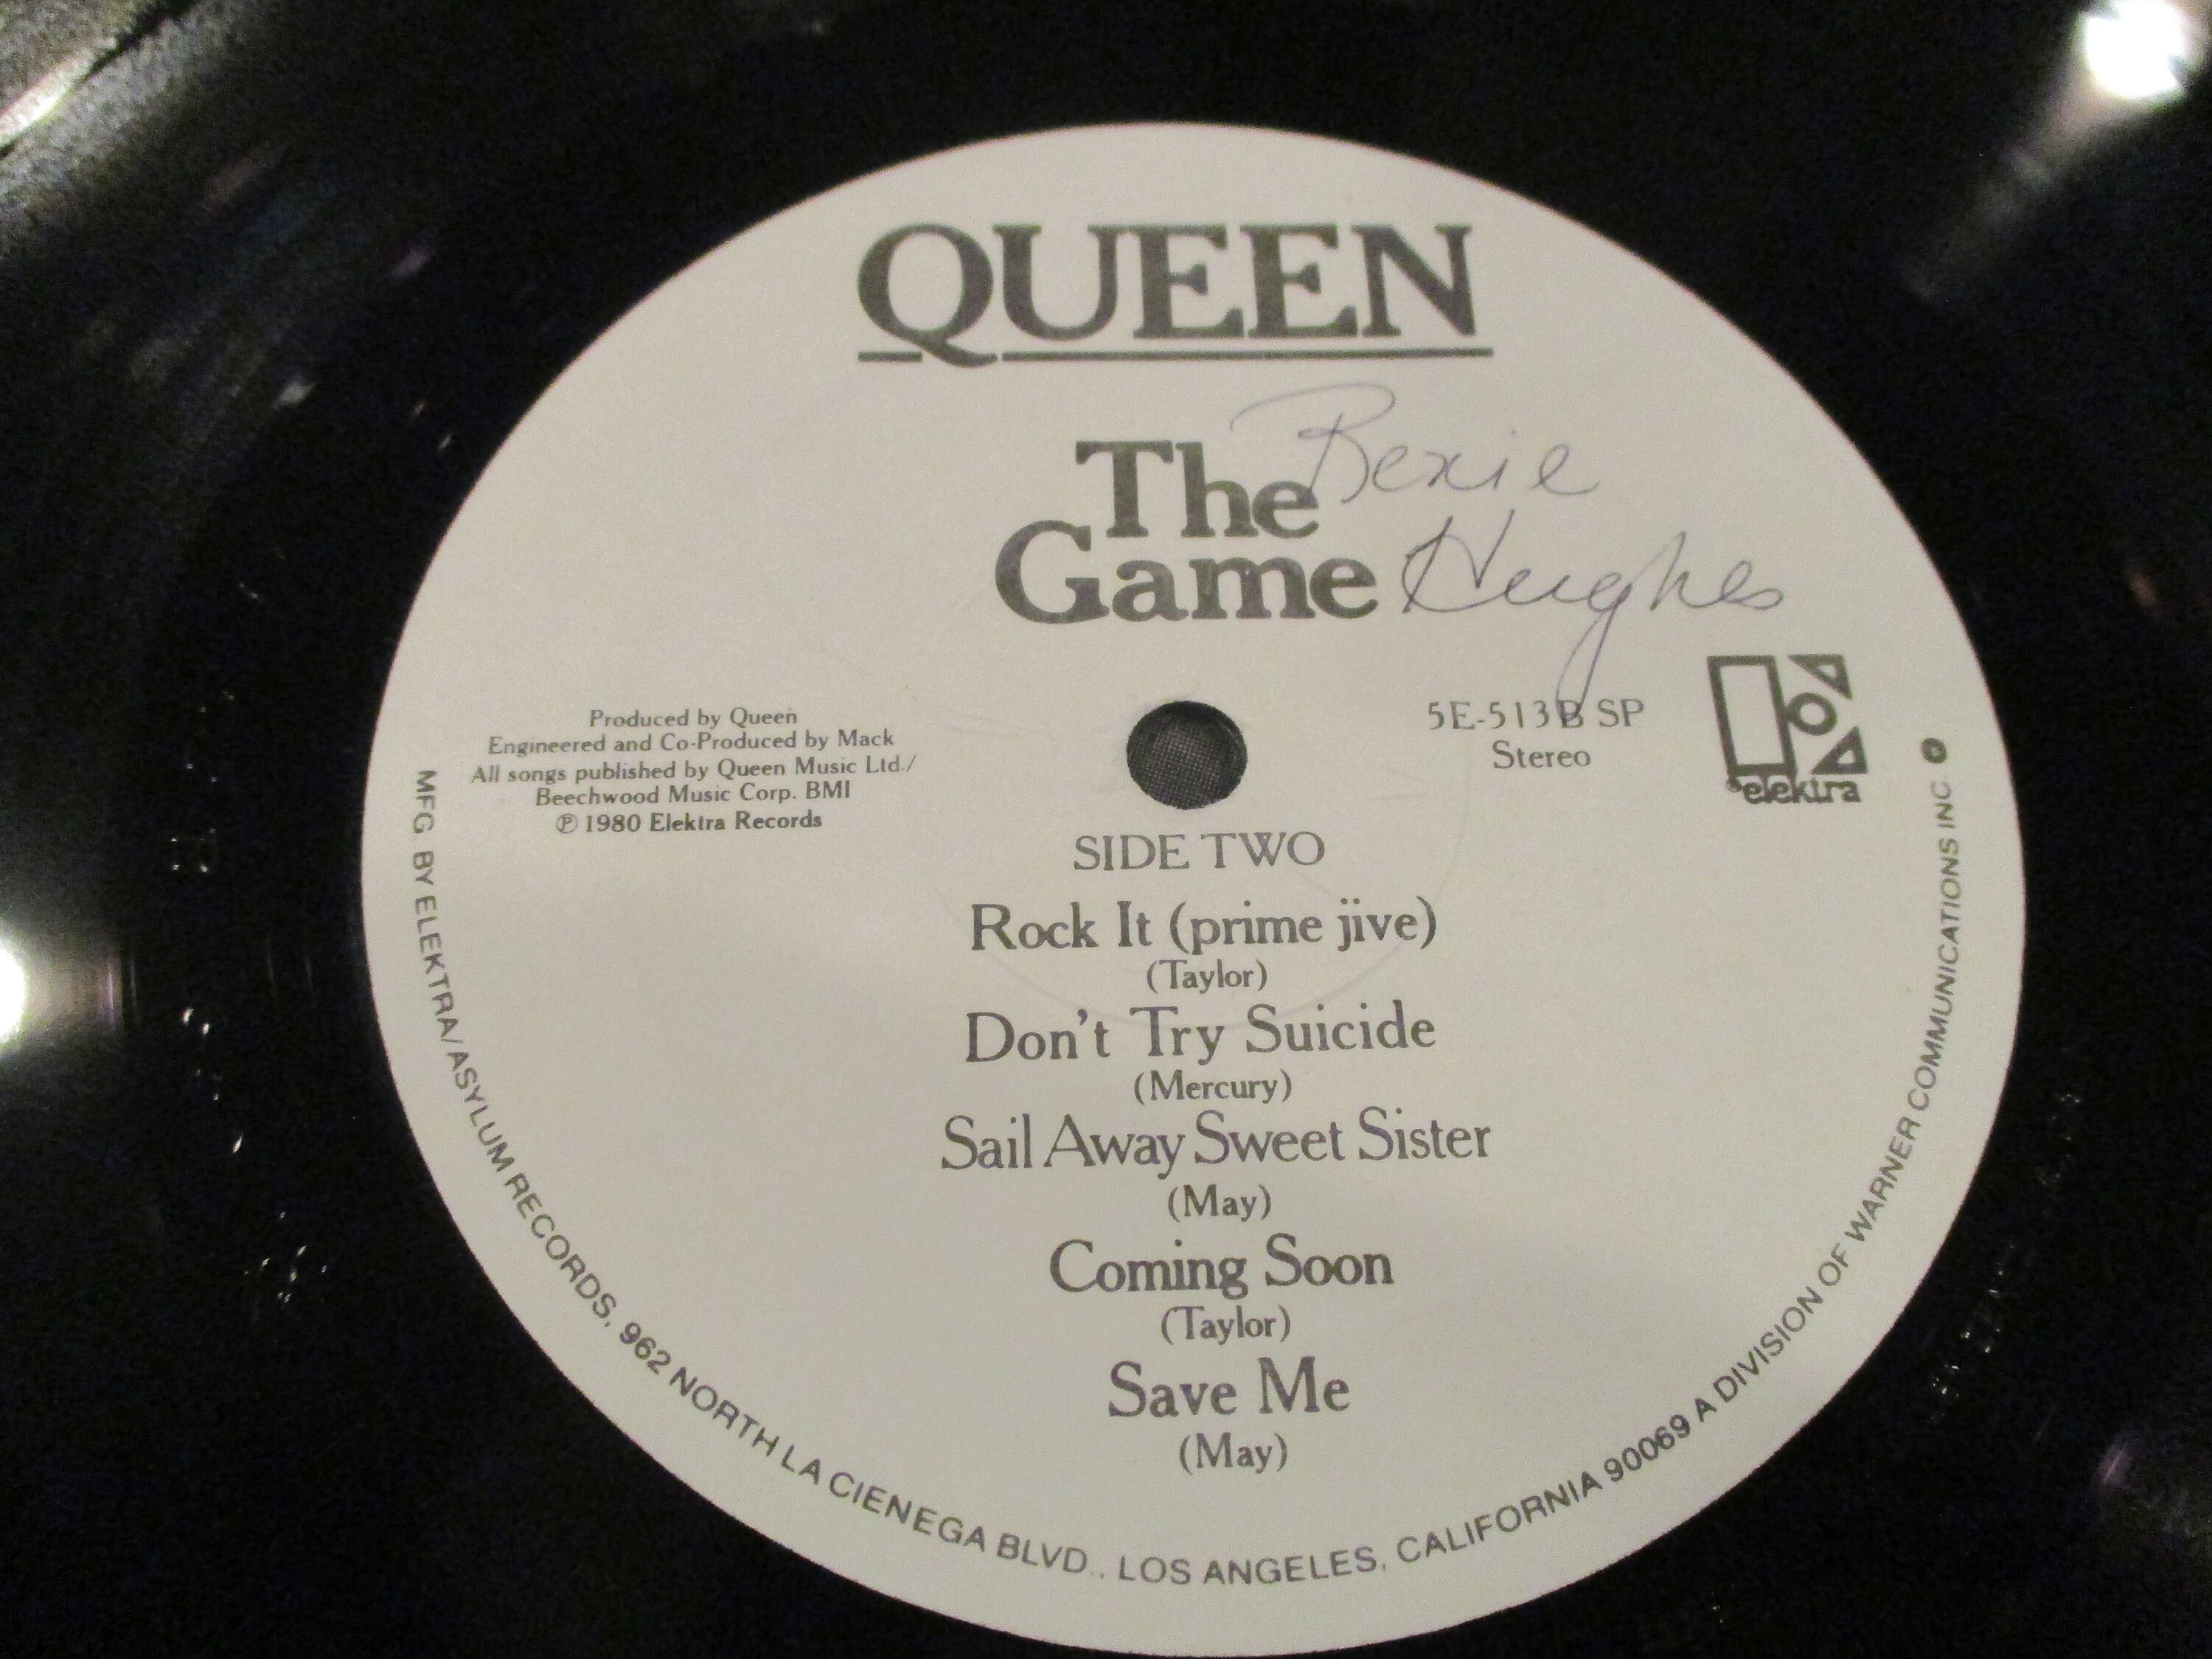 QUEEN
Bexie
The
Game
Hughes
Produced by Queen
Engineered and Co-Produced by Mack
All songs published by Queen Music Ltd./
Beechwood Music Corp. BMI
℗ 1980 Elektra Records
5E-513 B SP
Stereo
elektra
SIDE TWO
Rock It (prime jive)
(Taylor)
Don't Try Suicide
(Mercury)
Sail Away Sweet Sister
(May)
Coming Soon
(Taylor)
Save Me
(May)
MFG. BY ELEKTRA/ASYLUM RECORDS, 962 NORTH LA CIENEGA BLVD., LOS ANGELES, CALIFORNIA 90069 A DIVISION OF WARNER COMMUNICATIONS INC.